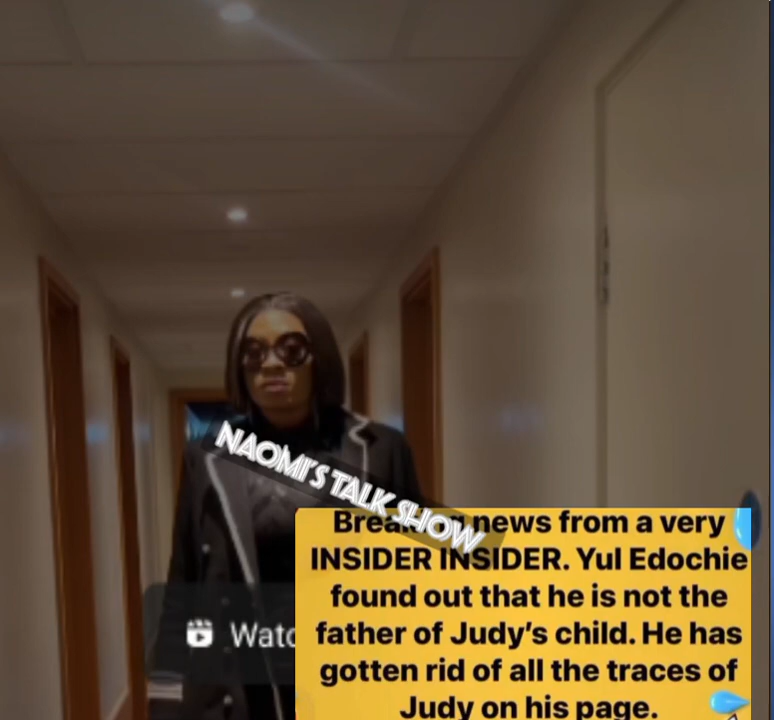 NAOMI'S TALK SHOW
news from a very
INSIDER INSIDER. Yul Edochie
found out that he is not the
father of Judy's child. He has
gotten rid of all the traces of
Judy on his page.